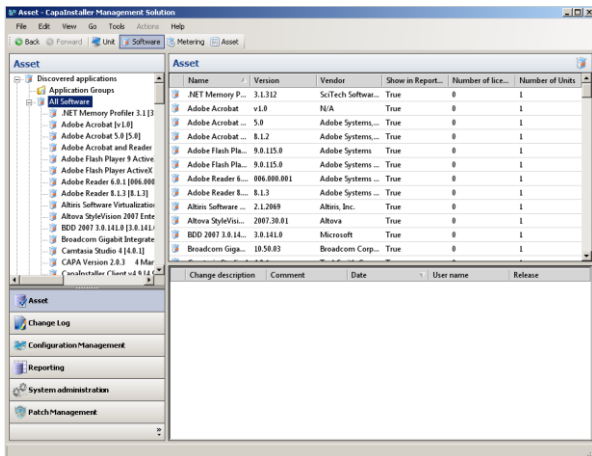 Asset - CapaInstaller Management Solution
File Edit View Go Tools Actions Help
Back Forward Unit Software Metering Asset
Asset
Discovered applications
Application Groups
All Software
.NET Memory Profiler 3.1 [3
Adobe Acrobat [v1.0]
Adobe Acrobat 5.0 [5.0]
Adobe Acrobat and Reader
Adobe Flash Player 9 Active
Adobe Flash Player ActiveX
Adobe Reader 6.0.1 [006.000
Adobe Reader 8.1.3 [8.1.3]
Altiris Software Virtualization
Altova StyleVision 2007 Ente
BDD 2007 3.0.141.0 [3.0.141.
Broadcom Gigabit Integrate
Camtasia Studio 4 [4.0.1]
CAPA Version 2.0.3 4 Mar
CapaInstaller Client v4.9 [4.9
Asset
Change Log
Configuration Management
Reporting
System administration
Patch Management
Asset
Name Version Vendor Show in Report... Number of lice... Number of Units
.NET Memory P... 3.1.312 SciTech Softwar... True 0 1
Adobe Acrobat v1.0 N/A True 0 1
Adobe Acrobat ... 5.0 Adobe Systems,... True 0 1
Adobe Acrobat ... 8.1.2 Adobe Systems,... True 0 1
Adobe Flash Pla... 9.0.115.0 Adobe Systems True 0 1
Adobe Flash Pla... 9.0.115.0 Adobe Systems ... True 0 1
Adobe Reader 6.... 006.000.001 Adobe Systems,... True 0 1
Adobe Reader 8.... 8.1.3 Adobe Systems ... True 0 1
Altiris Software ... 2.1.2069 Altiris, Inc. True 0 1
Altova StyleVisi... 2007.30.01 Altova True 0 1
BDD 2007 3.0.14... 3.0.141.0 Microsoft True 0 1
Broadcom Giga... 10.50.03 Broadcom Corp... True 0 1
Change description Comment Date User name Release